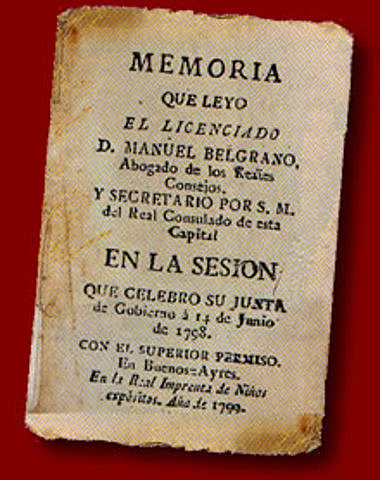 MEMORIA
QUE LEYO
EL LICENCIADO
D. MANUEL BELGRANO,
Abogado de los Reales
Consejos.
Y SECRETARIO POR S. M.
del Real Consulado de esta
Capital
EN LA SESION
QUE CELEBRO SU JUNTA
de Gobierno à 14 de Junio
de 1798.
CON EL SUPERIOR PERMISO.
En Buenos-Ayres.
En la Real Imprenta de Niños
expósitos. Año de 1799.